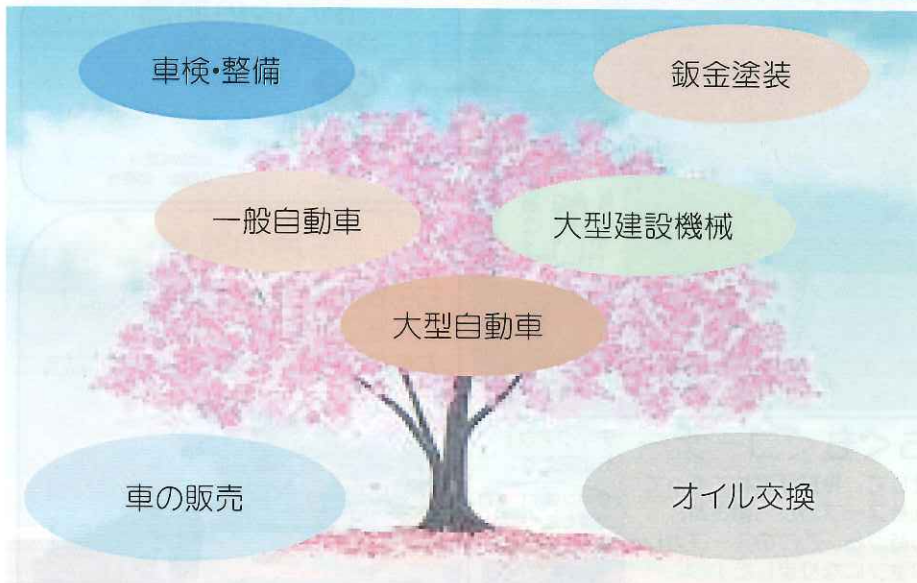 車検・整備
鈑金塗装
一般自動車
大型建設機械
大型自動車
車の販売
オイル交換